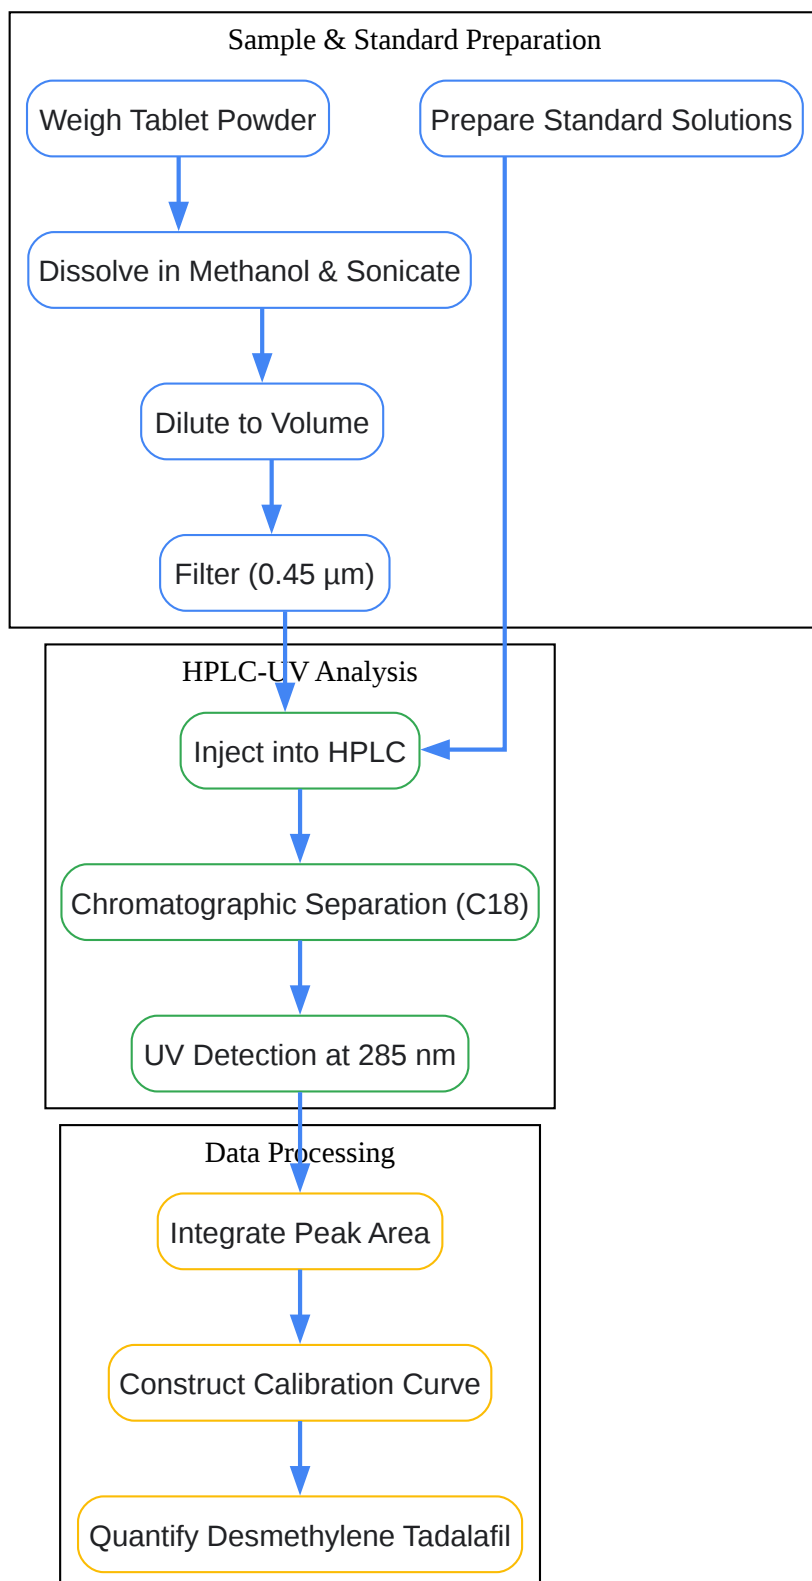 Sample & Standard Preparation
Weigh Tablet Powder
Prepare Standard Solutions
Dissolve in Methanol & Sonicate
Dilute to Volume
Filter (0.45 µm)
HPLC-UV Analysis
Inject into HPLC
Chromatographic Separation (C18)
UV Detection at 285 nm
Data Processing
Integrate Peak Area
Construct Calibration Curve
Quantify Desmethylene Tadalafil